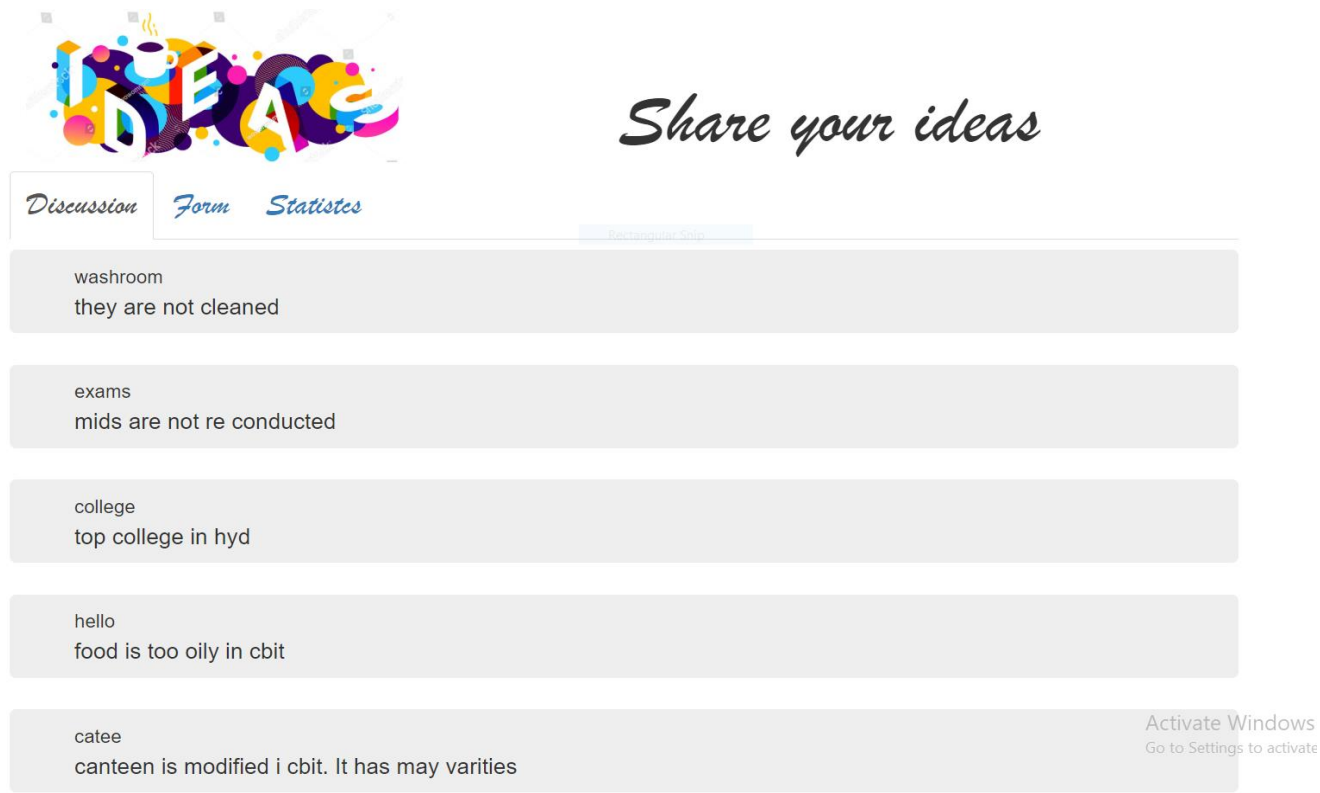 IDEAS
Share your ideas
Discussion Form Statistcs
Rectangular Snip
washroom
they are not cleaned
exams
mids are not re conducted
college
top college in hyd
hello
food is too oily in cbit
catee
canteen is modified i cbit. It has may varities
Activate Windows
Go to Settings to activate